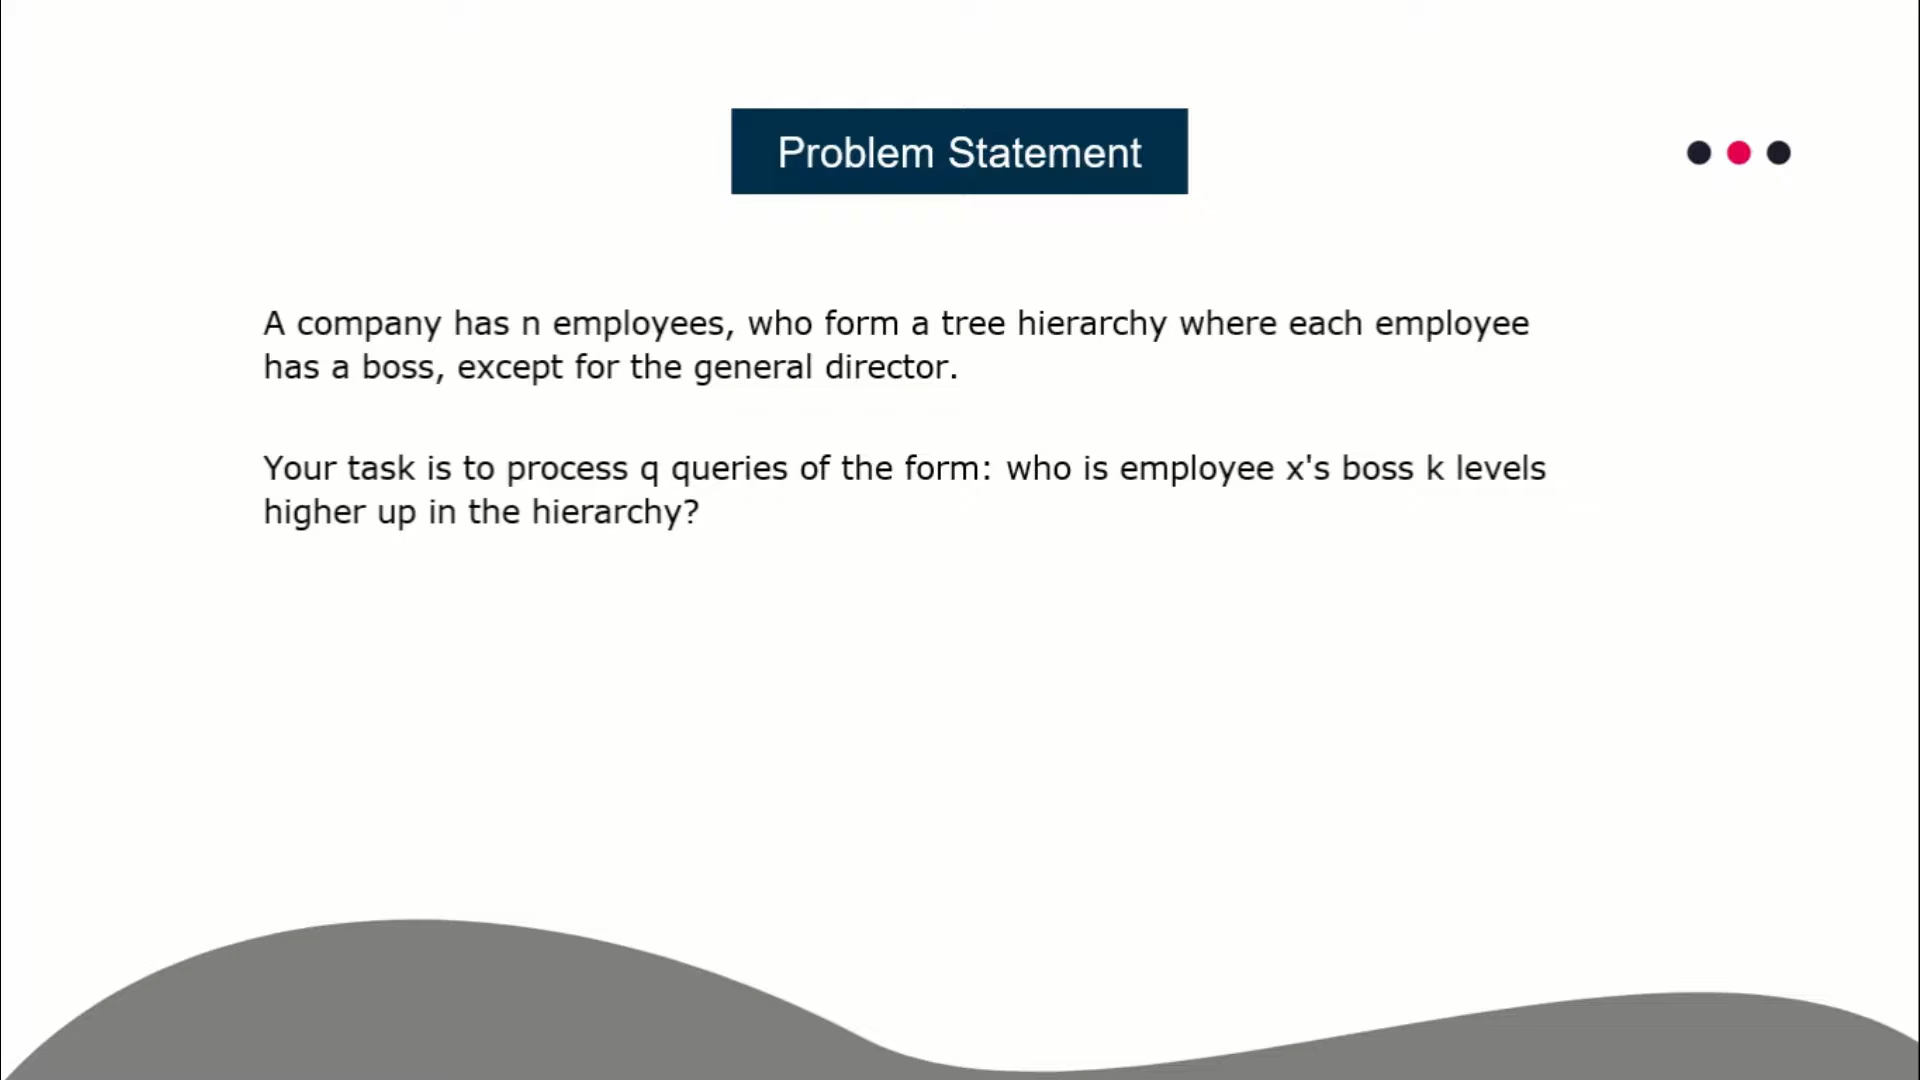 Problem Statement
A company has n employees, who form a tree hierarchy where each employee
has a boss, except for the general director.
Your task is to process q queries of the form: who is employee x's boss k levels
higher up in the hierarchy?